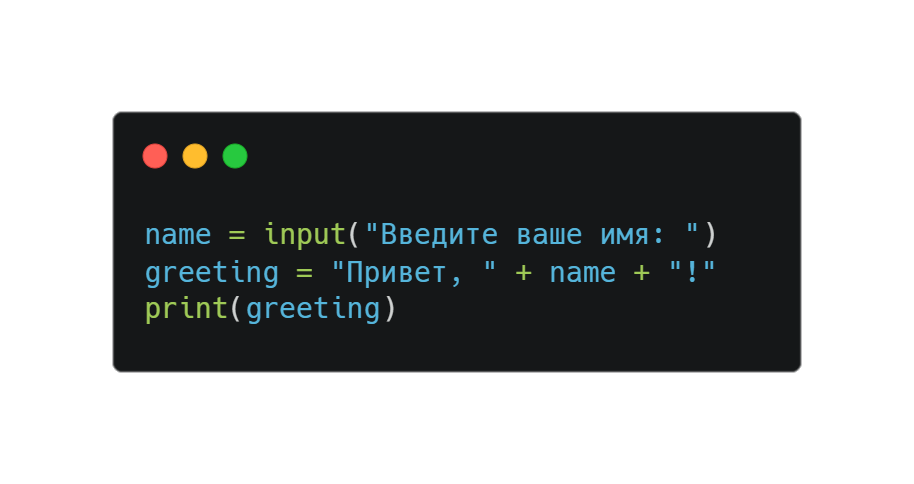 name = input("Введите ваше имя: ")
greeting = "Привет, " + name + "!"
print(greeting)